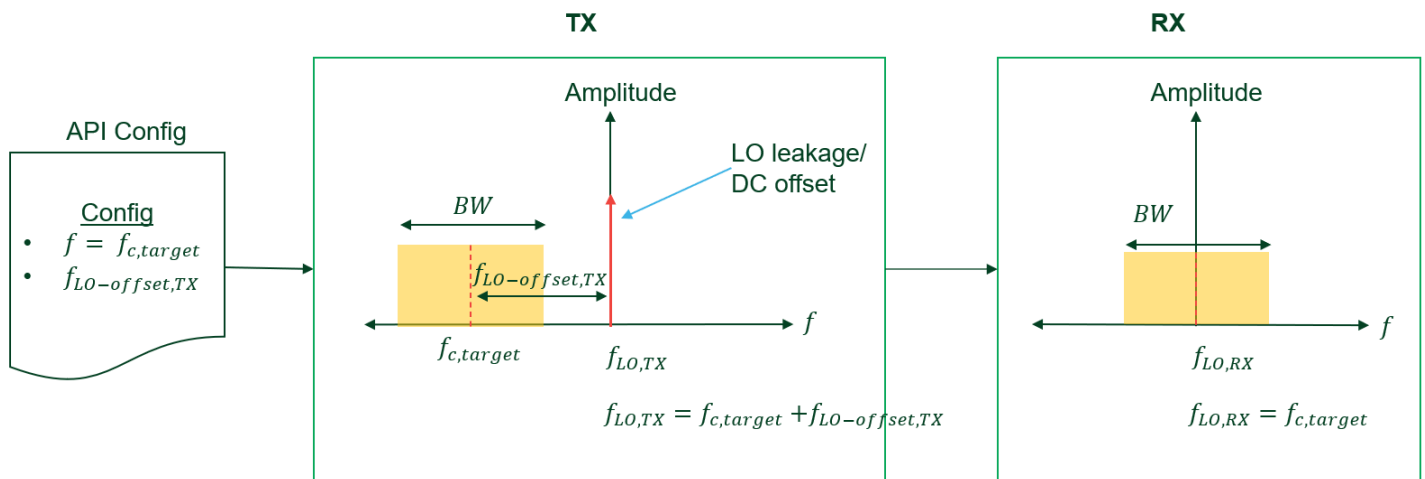 TX
RX
API Config
Config
• f = f_{c,target}
• f_{LO−offset,TX}
Amplitude
LO leakage/
DC offset
BW
f_{LO−offset,TX}
f
f_{c,target}
f_{LO,TX}
f_{LO,TX} = f_{c,target} +f_{LO−offset,TX}
Amplitude
BW
f
f_{LO,RX}
f_{LO,RX} = f_{c,target}